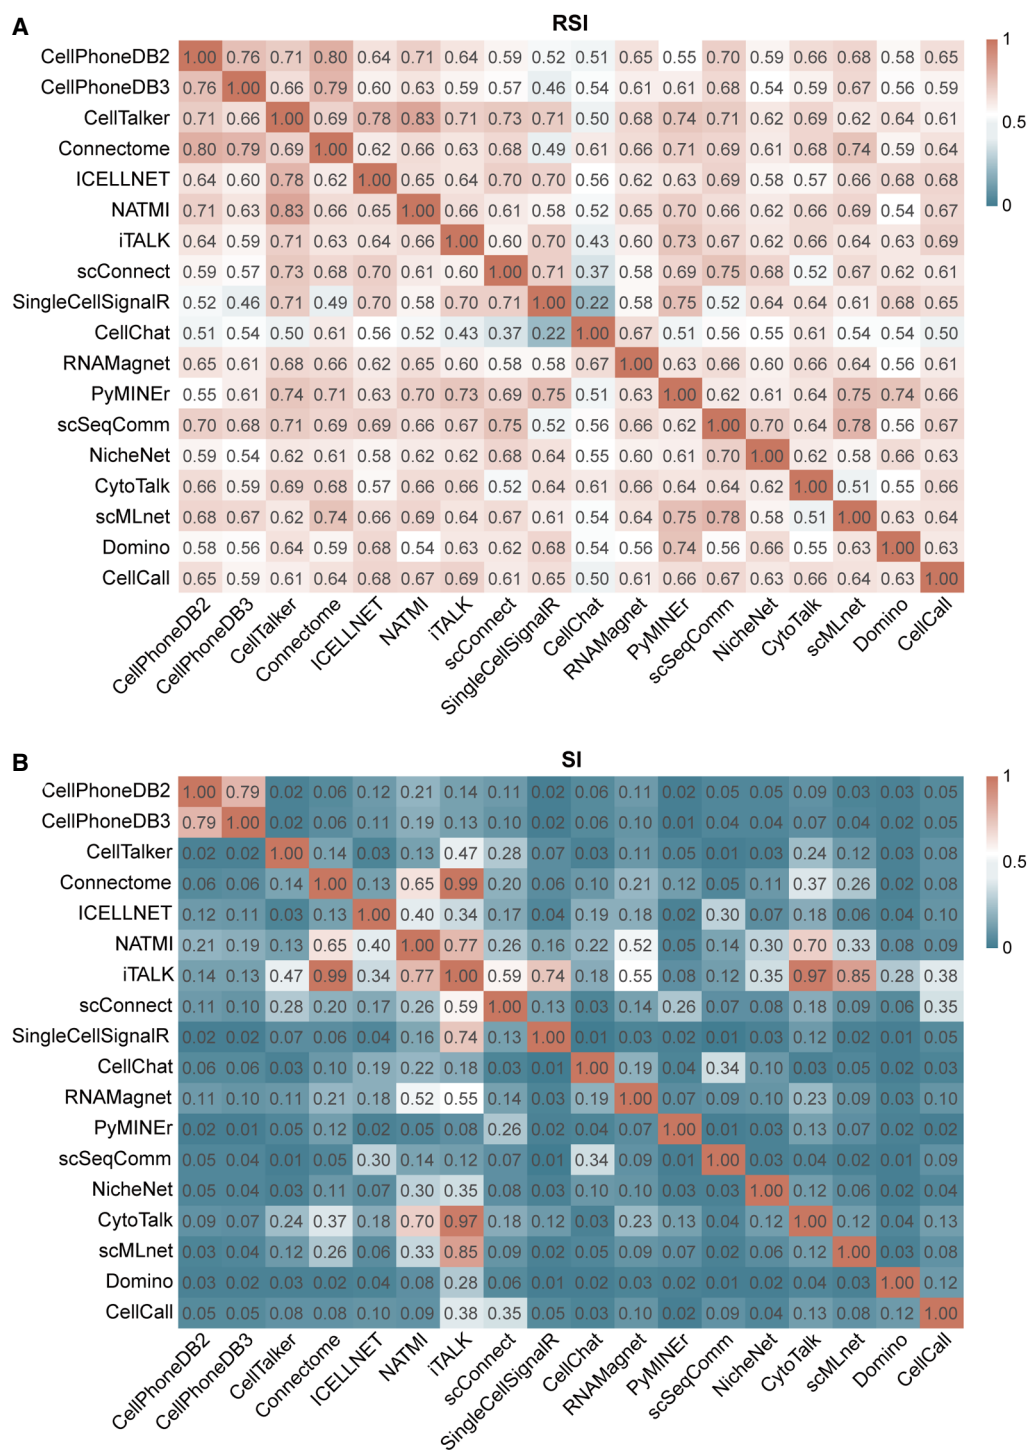 A
RSI
CellPhoneDB2 1.00 0.76 0.71 0.80 0.64 0.71 0.64 0.59 0.52 0.51 0.65 0.55 0.70 0.59 0.66 0.68 0.58 0.65
CellPhoneDB3 0.76 1.00 0.66 0.79 0.60 0.63 0.59 0.57 0.46 0.54 0.61 0.61 0.68 0.54 0.59 0.67 0.56 0.59
CellTalker 0.71 0.66 1.00 0.69 0.78 0.83 0.71 0.73 0.71 0.50 0.68 0.74 0.71 0.62 0.69 0.62 0.64 0.61
Connectome 0.80 0.79 0.69 1.00 0.62 0.66 0.63 0.68 0.49 0.61 0.66 0.71 0.69 0.61 0.68 0.74 0.59 0.64
ICELLNET 0.64 0.60 0.78 0.62 1.00 0.65 0.64 0.70 0.70 0.56 0.62 0.63 0.69 0.58 0.57 0.66 0.68 0.68
NATMI 0.71 0.63 0.83 0.66 0.65 1.00 0.66 0.61 0.58 0.52 0.65 0.70 0.66 0.62 0.66 0.69 0.54 0.67
iTALK 0.64 0.59 0.71 0.63 0.64 0.66 1.00 0.60 0.70 0.43 0.60 0.73 0.67 0.62 0.66 0.64 0.63 0.69
scConnect 0.59 0.57 0.73 0.68 0.70 0.61 0.60 1.00 0.71 0.37 0.58 0.69 0.75 0.68 0.52 0.67 0.62 0.61
SingleCellSignalR 0.52 0.46 0.71 0.49 0.70 0.58 0.70 0.71 1.00 0.22 0.58 0.75 0.52 0.64 0.64 0.61 0.68 0.65
CellChat 0.51 0.54 0.50 0.61 0.56 0.52 0.43 0.37 0.22 1.00 0.67 0.51 0.56 0.55 0.61 0.54 0.54 0.50
RNAMagnet 0.65 0.61 0.68 0.66 0.62 0.65 0.60 0.58 0.58 0.67 1.00 0.63 0.66 0.60 0.66 0.64 0.56 0.61
PyMINEr 0.55 0.61 0.74 0.71 0.63 0.70 0.73 0.69 0.75 0.51 0.63 1.00 0.62 0.61 0.64 0.75 0.74 0.66
scSeqComm 0.70 0.68 0.71 0.69 0.69 0.66 0.67 0.75 0.52 0.56 0.66 0.62 1.00 0.70 0.64 0.78 0.56 0.67
NicheNet 0.59 0.54 0.62 0.61 0.58 0.62 0.62 0.68 0.64 0.55 0.60 0.61 0.70 1.00 0.62 0.58 0.66 0.63
CytoTalk 0.66 0.59 0.69 0.68 0.57 0.66 0.66 0.52 0.64 0.61 0.66 0.64 0.64 0.62 1.00 0.51 0.55 0.66
scMLnet 0.68 0.67 0.62 0.74 0.66 0.69 0.64 0.67 0.61 0.54 0.64 0.75 0.78 0.58 0.51 1.00 0.63 0.64
Domino 0.58 0.56 0.64 0.59 0.68 0.54 0.63 0.62 0.68 0.54 0.56 0.74 0.56 0.66 0.55 0.63 1.00 0.63
CellCall 0.65 0.59 0.61 0.64 0.68 0.67 0.69 0.61 0.65 0.50 0.61 0.66 0.67 0.63 0.66 0.64 0.63 1.00
CellPhoneDB2 CellPhoneDB3 CellTalker Connectome ICELLNET NATMI iTALK scConnect SingleCellSignalR CellChat RNAMagnet PyMINEr scSeqComm NicheNet CytoTalk scMLnet Domino CellCall
1
0.5
0
B
SI
CellPhoneDB2 1.00 0.79 0.02 0.06 0.12 0.21 0.14 0.11 0.02 0.06 0.11 0.02 0.05 0.05 0.09 0.03 0.03 0.05
CellPhoneDB3 0.79 1.00 0.02 0.06 0.11 0.19 0.13 0.10 0.02 0.06 0.10 0.01 0.04 0.04 0.07 0.04 0.02 0.05
CellTalker 0.02 0.02 1.00 0.14 0.03 0.13 0.47 0.28 0.07 0.03 0.11 0.05 0.01 0.03 0.24 0.12 0.03 0.08
Connectome 0.06 0.06 0.14 1.00 0.13 0.65 0.99 0.20 0.06 0.10 0.21 0.12 0.05 0.11 0.37 0.26 0.02 0.08
ICELLNET 0.12 0.11 0.03 0.13 1.00 0.40 0.34 0.17 0.04 0.19 0.18 0.02 0.30 0.07 0.18 0.06 0.04 0.10
NATMI 0.21 0.19 0.13 0.65 0.40 1.00 0.77 0.26 0.16 0.22 0.52 0.05 0.14 0.30 0.70 0.33 0.08 0.09
iTALK 0.14 0.13 0.47 0.99 0.34 0.77 1.00 0.59 0.74 0.18 0.55 0.08 0.12 0.35 0.97 0.85 0.28 0.38
scConnect 0.11 0.10 0.28 0.20 0.17 0.26 0.59 1.00 0.13 0.03 0.14 0.26 0.07 0.08 0.18 0.09 0.06 0.35
SingleCellSignalR 0.02 0.02 0.07 0.06 0.04 0.16 0.74 0.13 1.00 0.01 0.03 0.02 0.01 0.03 0.12 0.02 0.01 0.05
CellChat 0.06 0.06 0.03 0.10 0.19 0.22 0.18 0.03 0.01 1.00 0.19 0.04 0.34 0.10 0.03 0.05 0.02 0.03
RNAMagnet 0.11 0.10 0.11 0.21 0.18 0.52 0.55 0.14 0.03 0.19 1.00 0.07 0.09 0.10 0.23 0.09 0.03 0.10
PyMINEr 0.02 0.01 0.05 0.12 0.02 0.05 0.08 0.26 0.02 0.04 0.07 1.00 0.01 0.03 0.13 0.07 0.02 0.02
scSeqComm 0.05 0.04 0.01 0.05 0.30 0.14 0.12 0.07 0.01 0.34 0.09 0.01 1.00 0.03 0.04 0.02 0.01 0.09
NicheNet 0.05 0.04 0.03 0.11 0.07 0.30 0.35 0.08 0.03 0.10 0.10 0.03 0.03 1.00 0.12 0.06 0.02 0.04
CytoTalk 0.09 0.07 0.24 0.37 0.18 0.70 0.97 0.18 0.12 0.03 0.23 0.13 0.04 0.12 1.00 0.12 0.04 0.13
scMLnet 0.03 0.04 0.12 0.26 0.06 0.33 0.85 0.09 0.02 0.05 0.09 0.07 0.02 0.06 0.12 1.00 0.03 0.08
Domino 0.03 0.02 0.03 0.02 0.04 0.08 0.28 0.06 0.01 0.02 0.03 0.02 0.01 0.02 0.04 0.03 1.00 0.12
CellCall 0.05 0.05 0.08 0.08 0.10 0.09 0.38 0.35 0.05 0.03 0.10 0.02 0.09 0.04 0.13 0.08 0.12 1.00
CellPhoneDB2 CellPhoneDB3 CellTalker Connectome ICELLNET NATMI iTALK scConnect SingleCellSignalR CellChat RNAMagnet PyMINEr scSeqComm NicheNet CytoTalk scMLnet Domino CellCall
1
0.5
0